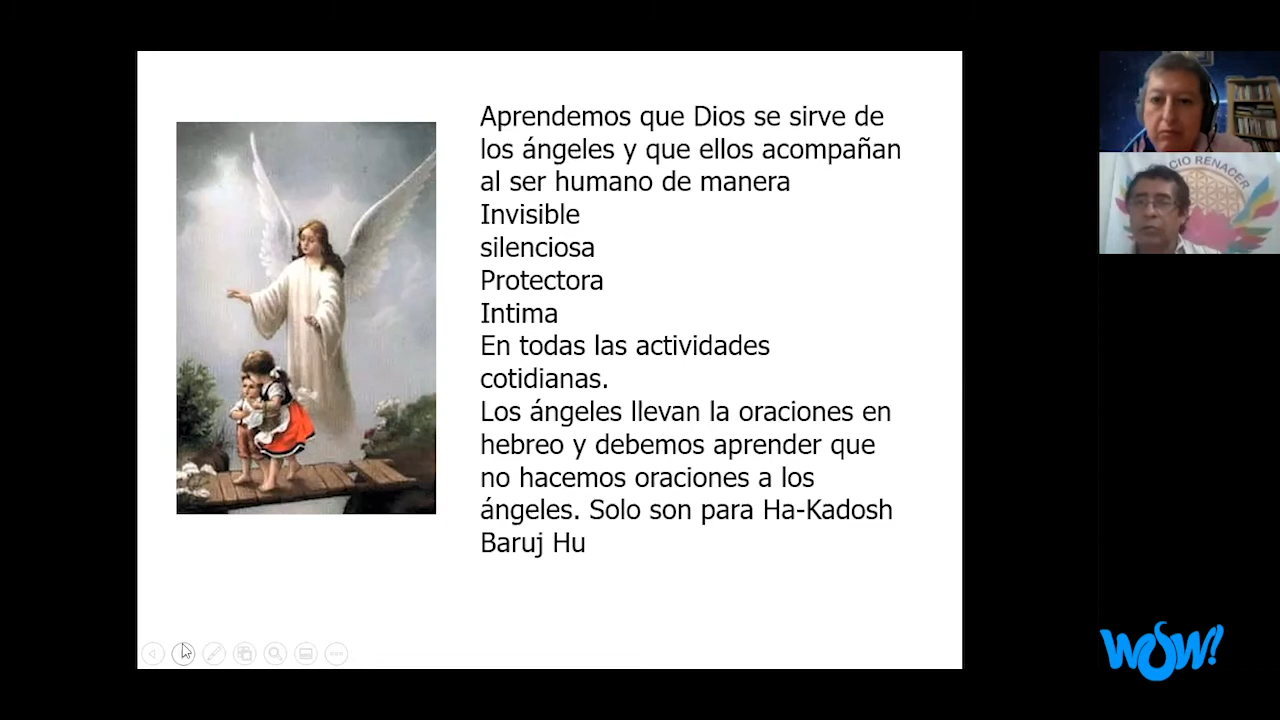 Aprendemos que Dios se sirve de
los ángeles y que ellos acompañan
al ser humano de manera
Invisible
silenciosa
Protectora
Intima
En todas las actividades
cotidianas.
Los ángeles llevan la oraciones en
hebreo y debemos aprender que
no hacemos oraciones a los
ángeles. Solo son para Ha-Kadosh
Baruj Hu
RENACER
WOW!